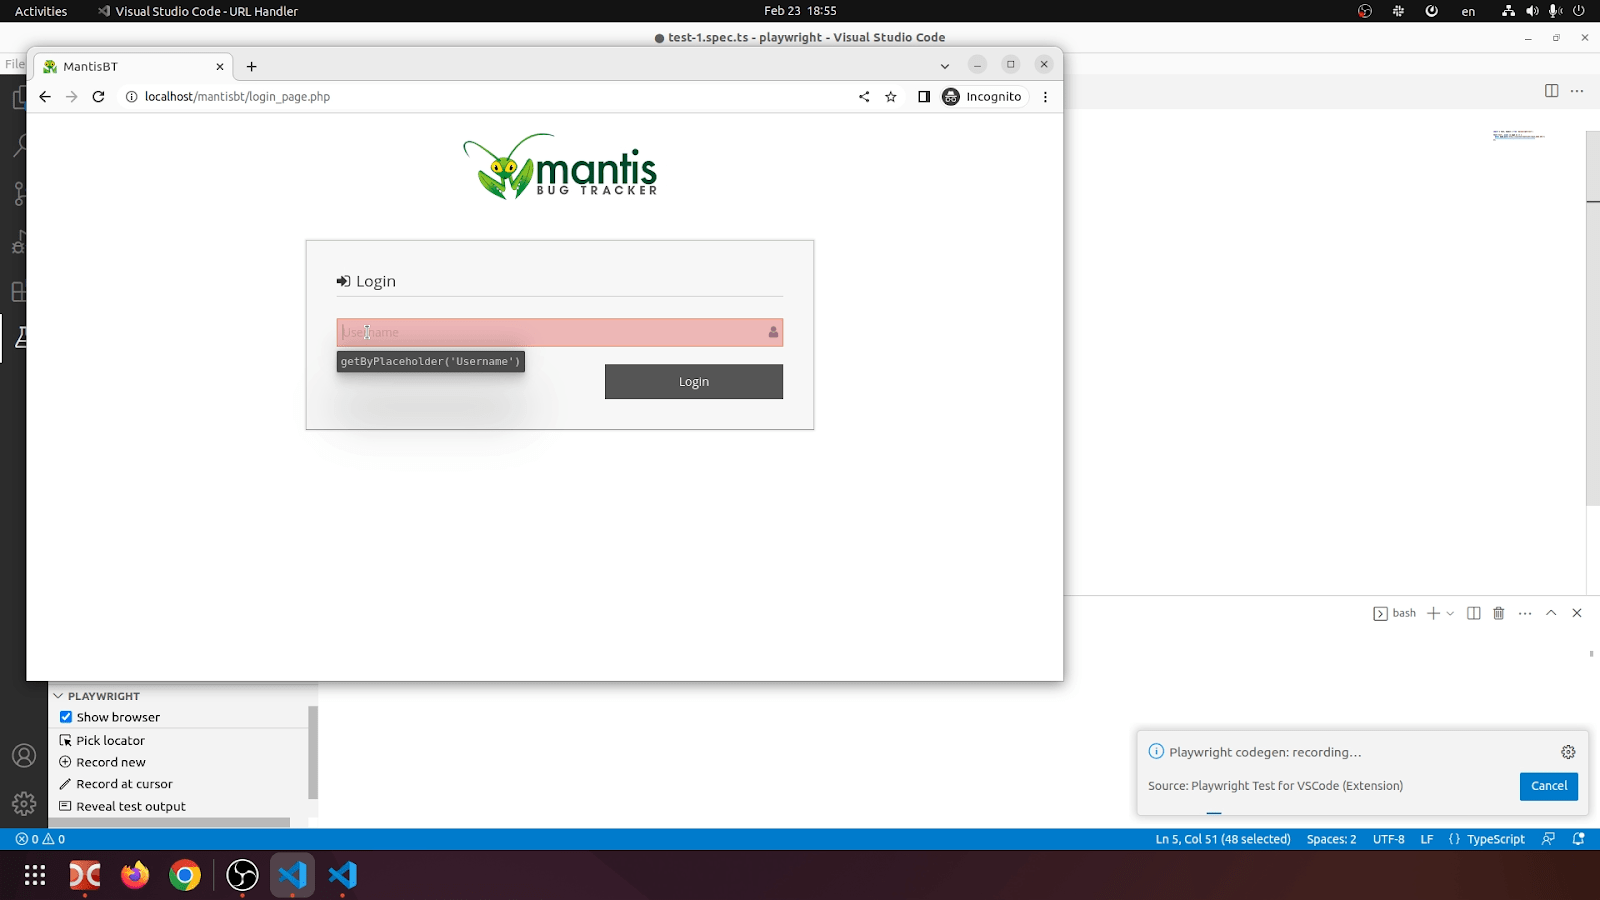 Activities
Visual Studio Code - URL Handler
Feb 23 18:55
en
● test-1.spec.ts - playwright - Visual Studio Code
File
MantisBT
localhost/mantisbt/login_page.php
Incognito
mantis
BUG TRACKER
Login
Username
getByPlaceholder('Username')
Login
bash
PLAYWRIGHT
Show browser
Pick locator
Record new
Record at cursor
Reveal test output
Playwright codegen: recording...
Source: Playwright Test for VSCode (Extension)
Cancel
0 0
Ln 5, Col 51 (48 selected)
Spaces: 2
UTF-8
LF
{ } TypeScript